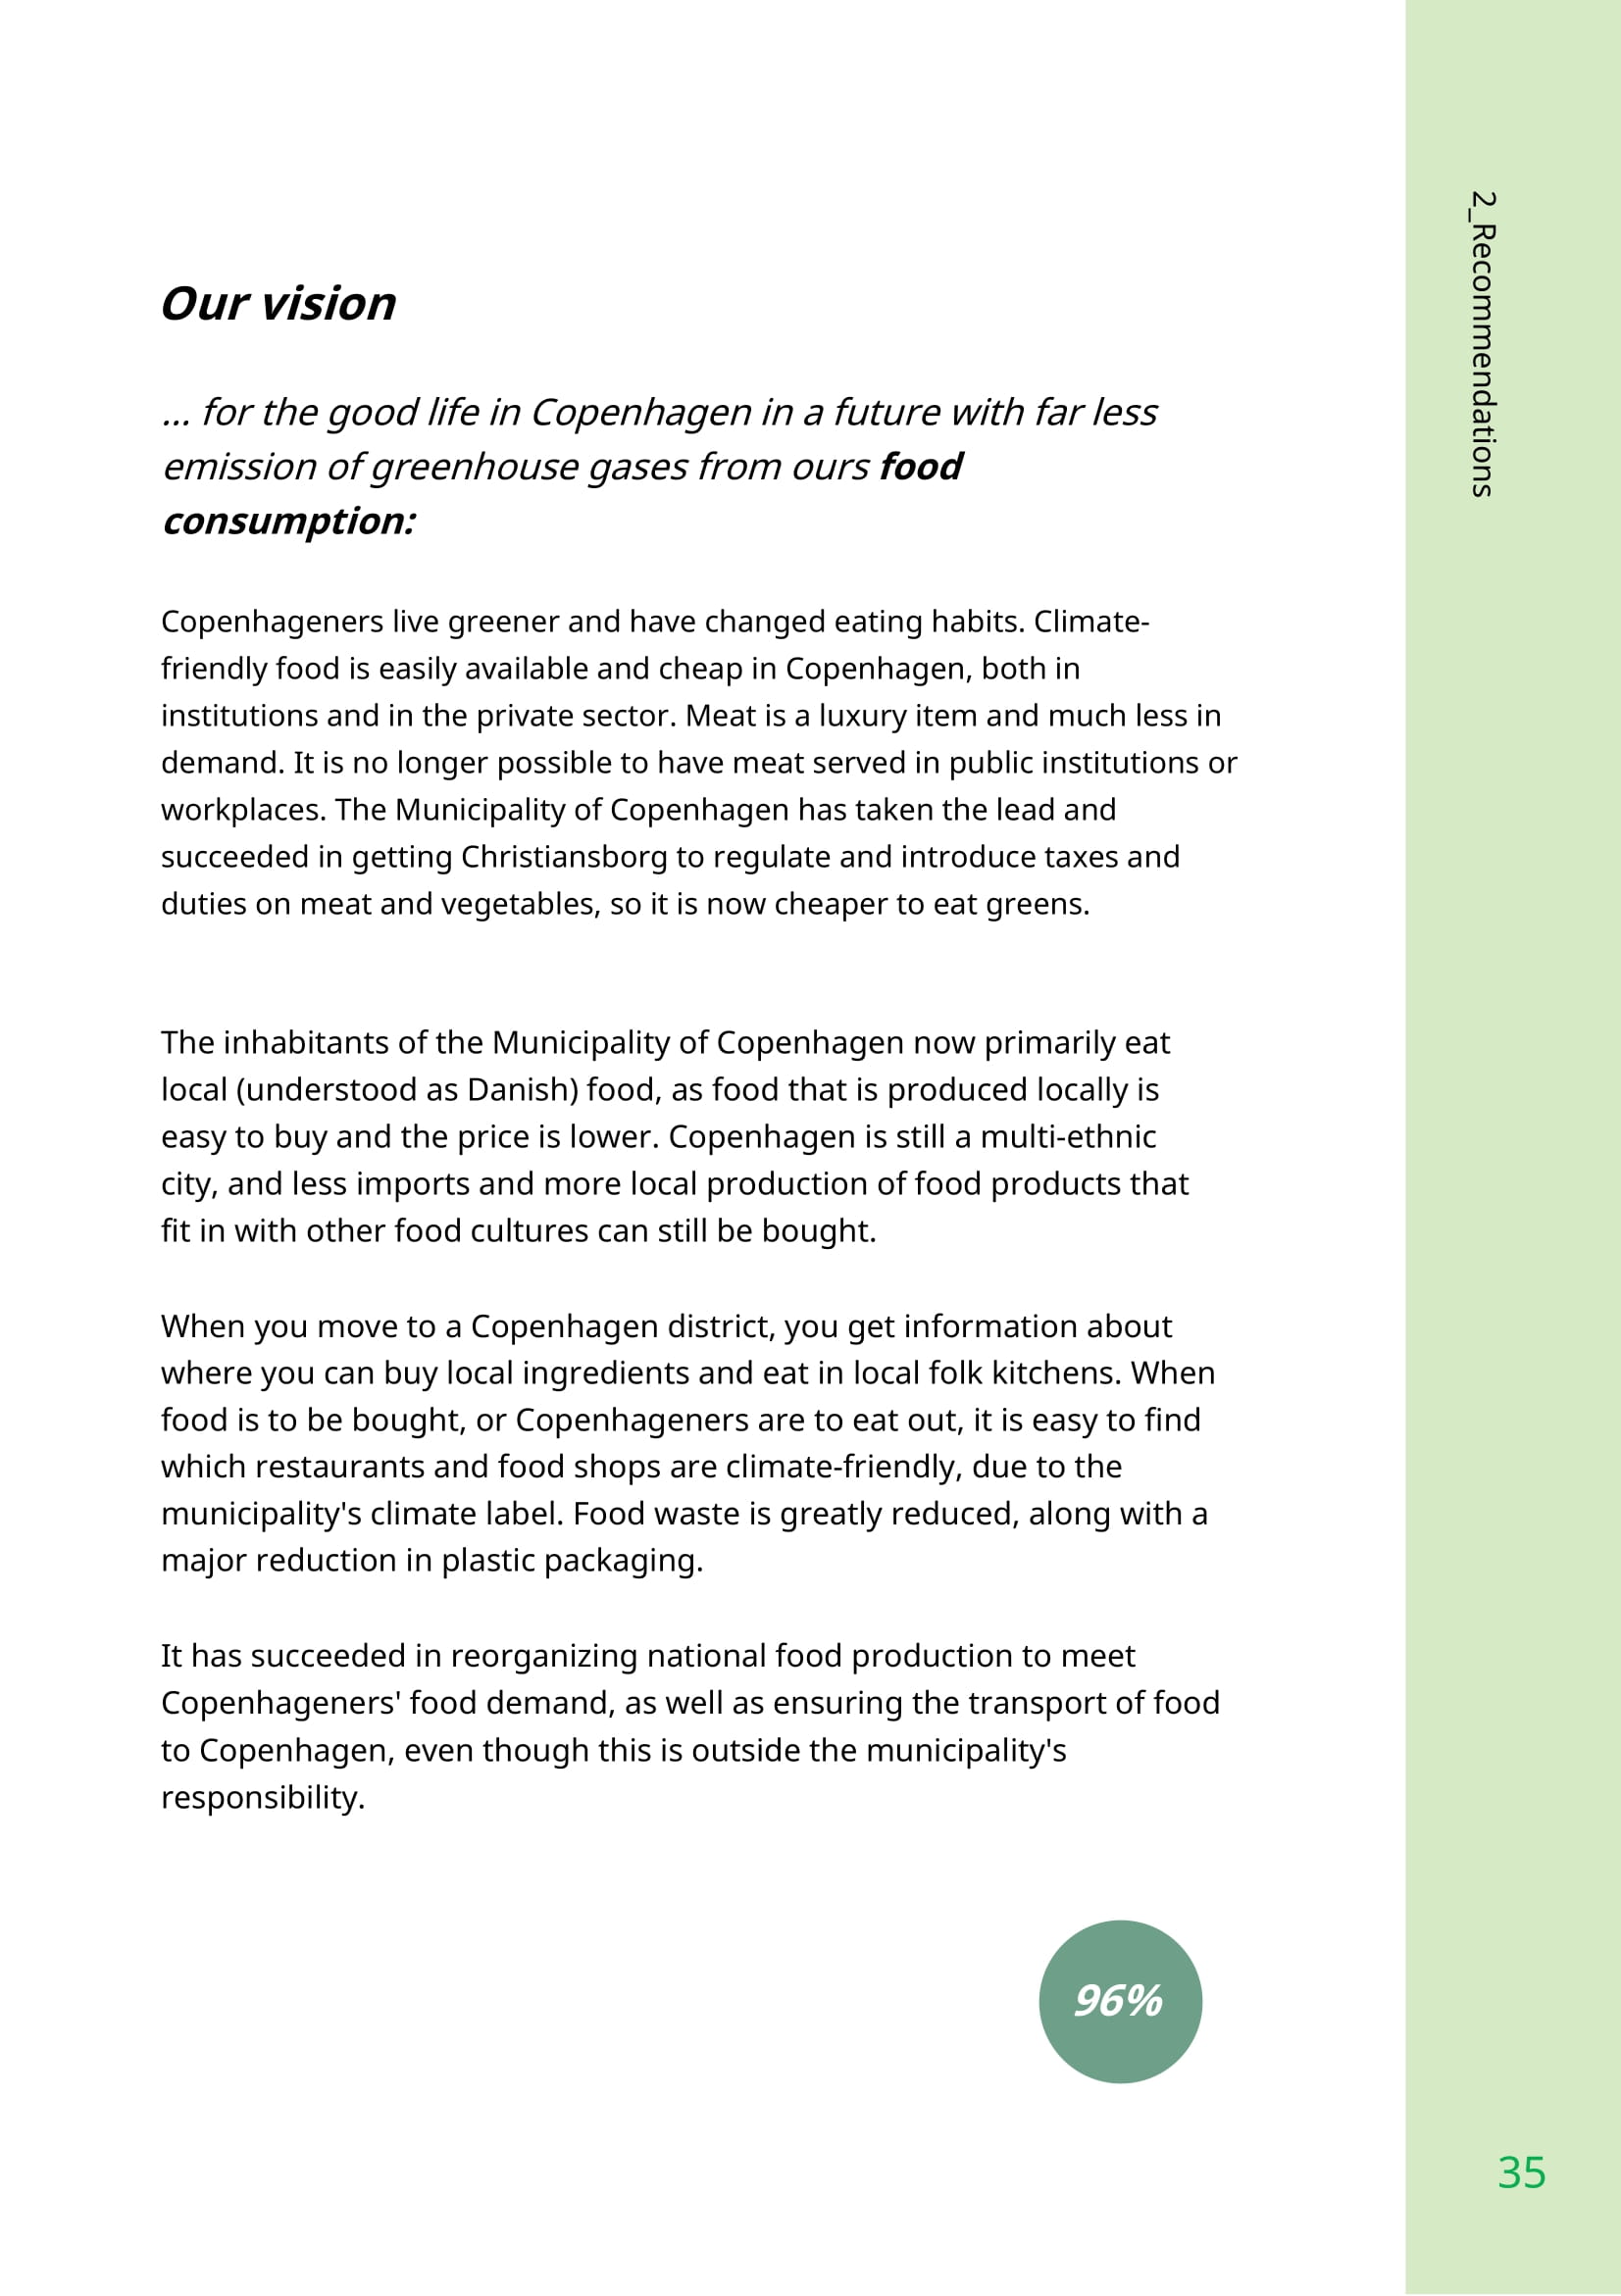 2_Recommendations
Our vision
... for the good life in Copenhagen in a future with far less
emission of greenhouse gases from ours food
consumption:
Copenhageners live greener and have changed eating habits. Climate-
friendly food is easily available and cheap in Copenhagen, both in
institutions and in the private sector. Meat is a luxury item and much less in
demand. It is no longer possible to have meat served in public institutions or
workplaces. The Municipality of Copenhagen has taken the lead and
succeeded in getting Christiansborg to regulate and introduce taxes and
duties on meat and vegetables, so it is now cheaper to eat greens.
The inhabitants of the Municipality of Copenhagen now primarily eat
local (understood as Danish) food, as food that is produced locally is
easy to buy and the price is lower. Copenhagen is still a multi-ethnic
city, and less imports and more local production of food products that
fit in with other food cultures can still be bought.
When you move to a Copenhagen district, you get information about
where you can buy local ingredients and eat in local folk kitchens. When
food is to be bought, or Copenhageners are to eat out, it is easy to find
which restaurants and food shops are climate-friendly, due to the
municipality's climate label. Food waste is greatly reduced, along with a
major reduction in plastic packaging.
It has succeeded in reorganizing national food production to meet
Copenhageners' food demand, as well as ensuring the transport of food
to Copenhagen, even though this is outside the municipality's
responsibility.
96%
35